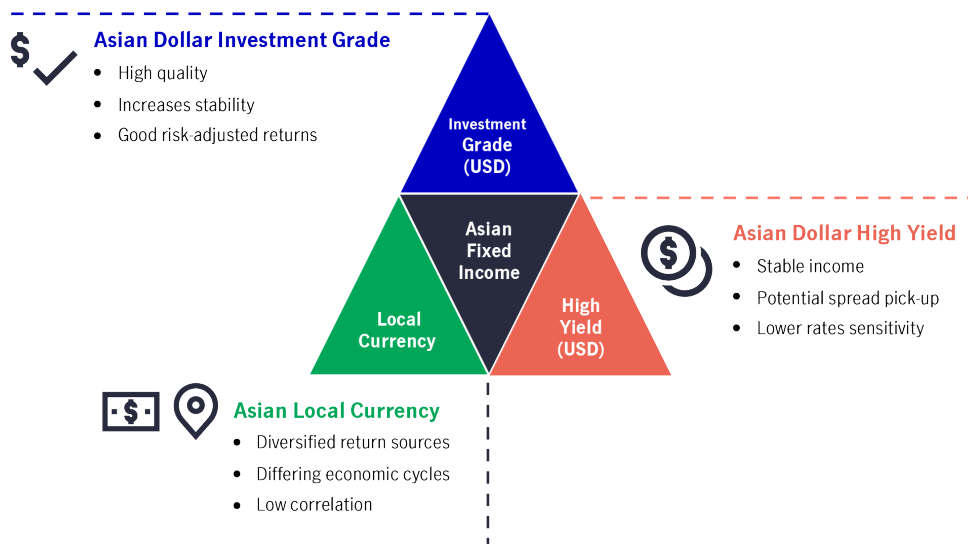 Asian Dollar Investment Grade
• High quality
• Increases stability
• Good risk-adjusted returns
Investment
Grade
(USD)
Asian
Fixed
Income
Asian Dollar High Yield
• Stable income
• Potential spread pick-up
• Lower rates sensitivity
High
Yield
(USD)
Local
Currency
Asian Local Currency
• Diversified return sources
• Differing economic cycles
• Low correlation